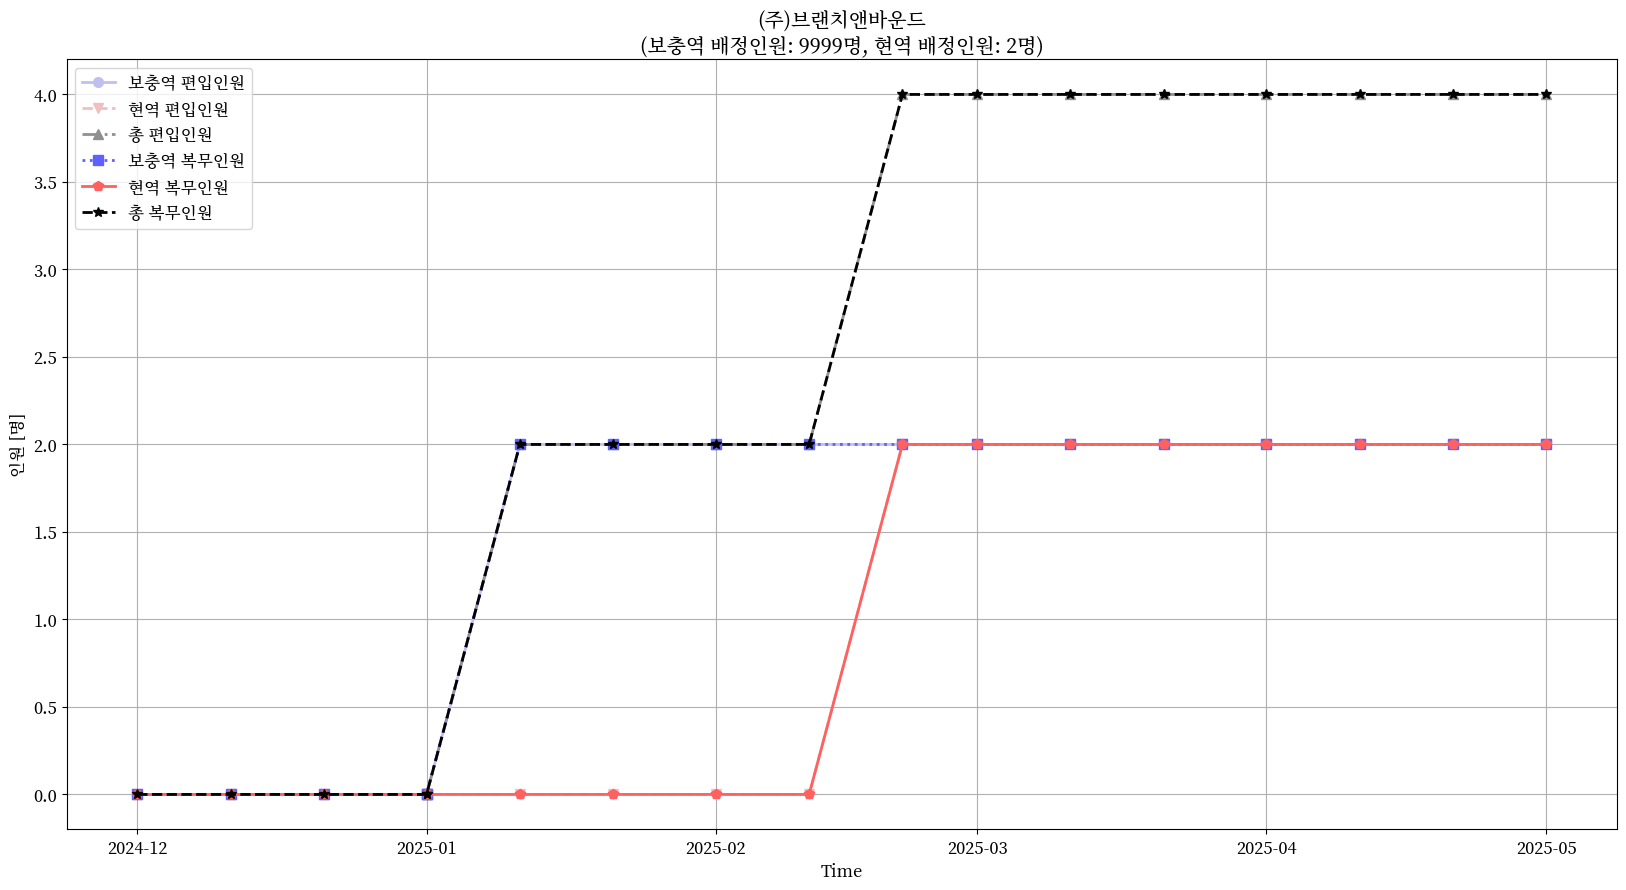 (주)브랜치앤바운드
(보충역 배정인원: 9999명, 현역 배정인원: 2명)
보충역 편입인원
현역 편입인원
총 편입인원
보충역 복무인원
현역 복무인원
총 복무인원
인원 [명]
4.0
3.5
3.0
2.5
2.0
1.5
1.0
0.5
0.0
2024-12 2025-01 2025-02 2025-03 2025-04 2025-05
Time